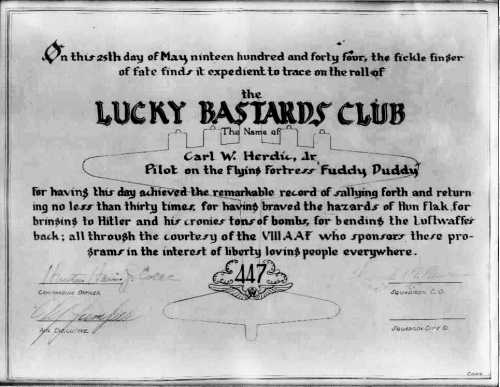 On this 25th day of May, nineteen hundred and forty four, the fickle finger
of fate finds it expedient to trace on the roll of
the
LUCKY BASTARDS CLUB
The Name of
Carl W. Herdic, Jr.
Pilot on the Flying Fortress Fuddy Duddy
for having this day achieved the remarkable record of sallying forth and return-
ing no less than thirty times, for having braved the hazards of Hun flak, for
bringing to Hitler and his cronies tons of bombs, for bending the Luftwaffes
back; all through the courtesy of the VIII A.A.F. who sponsors these pro-
grams in the interest of liberty loving people everywhere.
447
COMMANDING OFFICER
SQUADRON C.O.
AIR EXECUTIVE